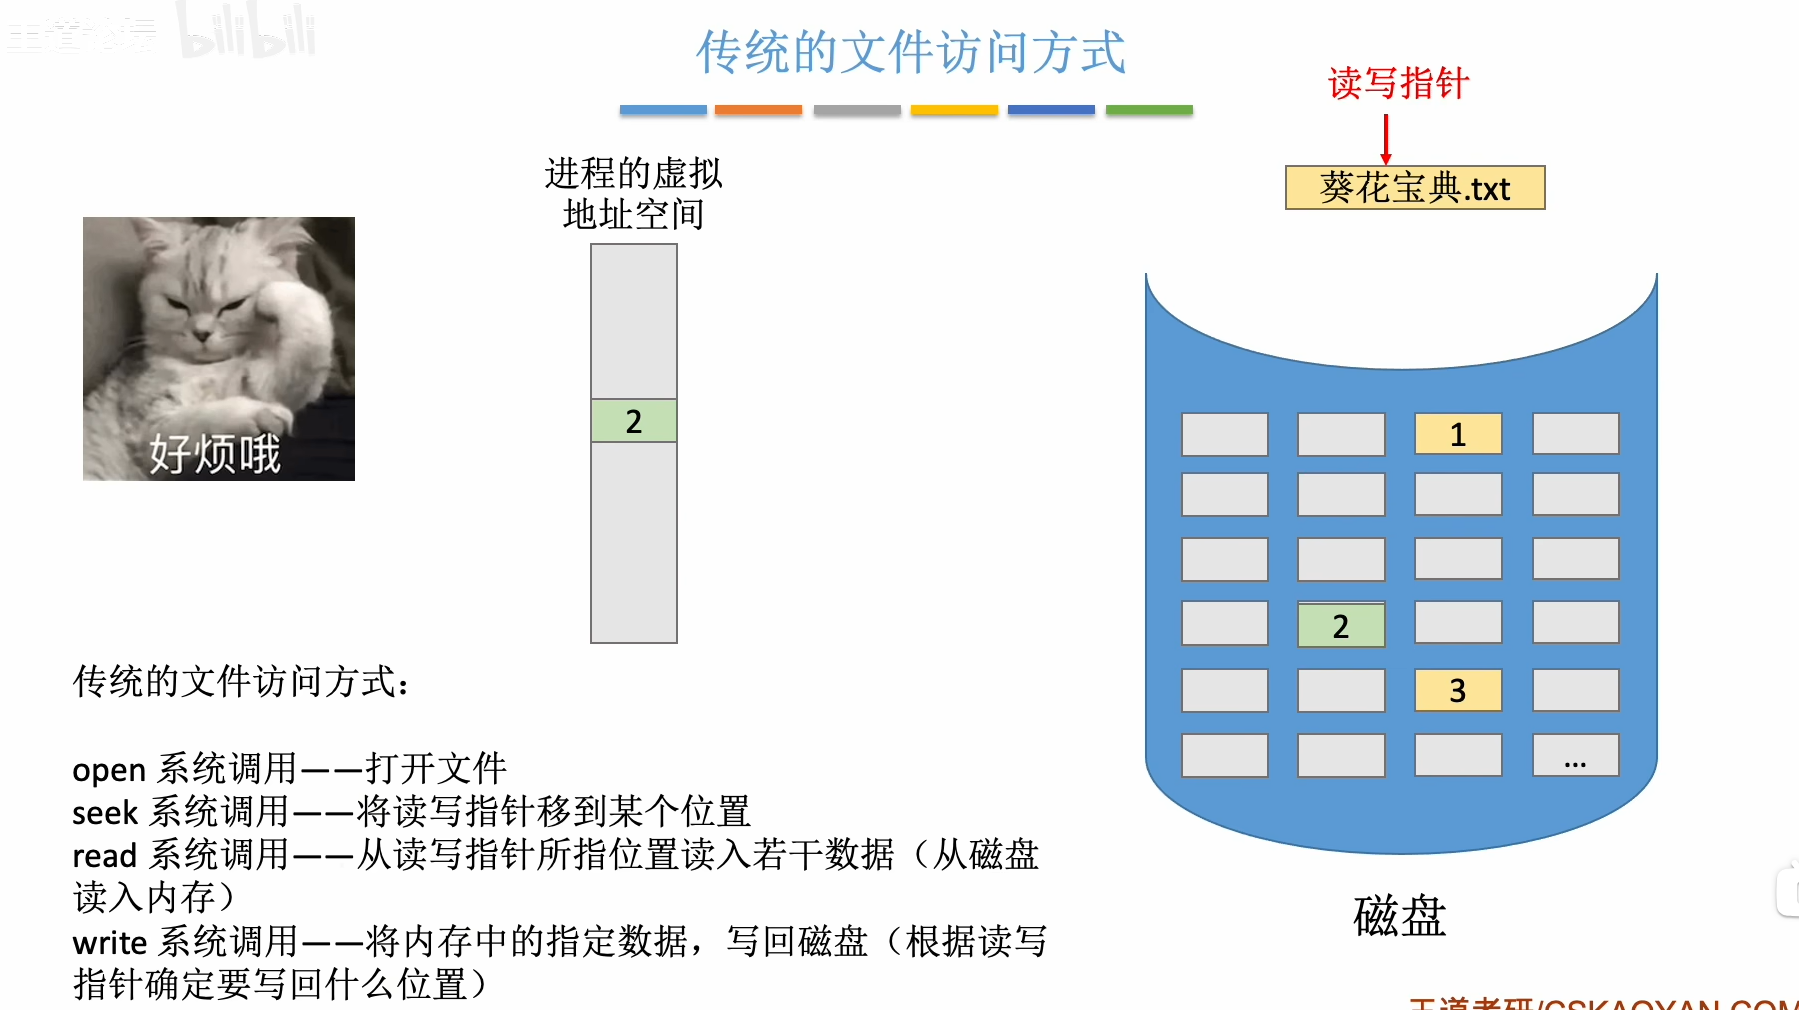 王道论坛 bilibili
传统的文件访问方式
读写指针
葵花宝典.txt
进程的虚拟
地址空间
2
好烦哦
1
2
3
...
磁盘
传统的文件访问方式：
open 系统调用——打开文件
seek 系统调用——将读写指针移到某个位置
read 系统调用——从读写指针所指位置读入若干数据（从磁盘
读入内存）
write 系统调用——将内存中的指定数据，写回磁盘（根据读写
指针确定要写回什么位置）
王道考研/CSKAOYAN.COM